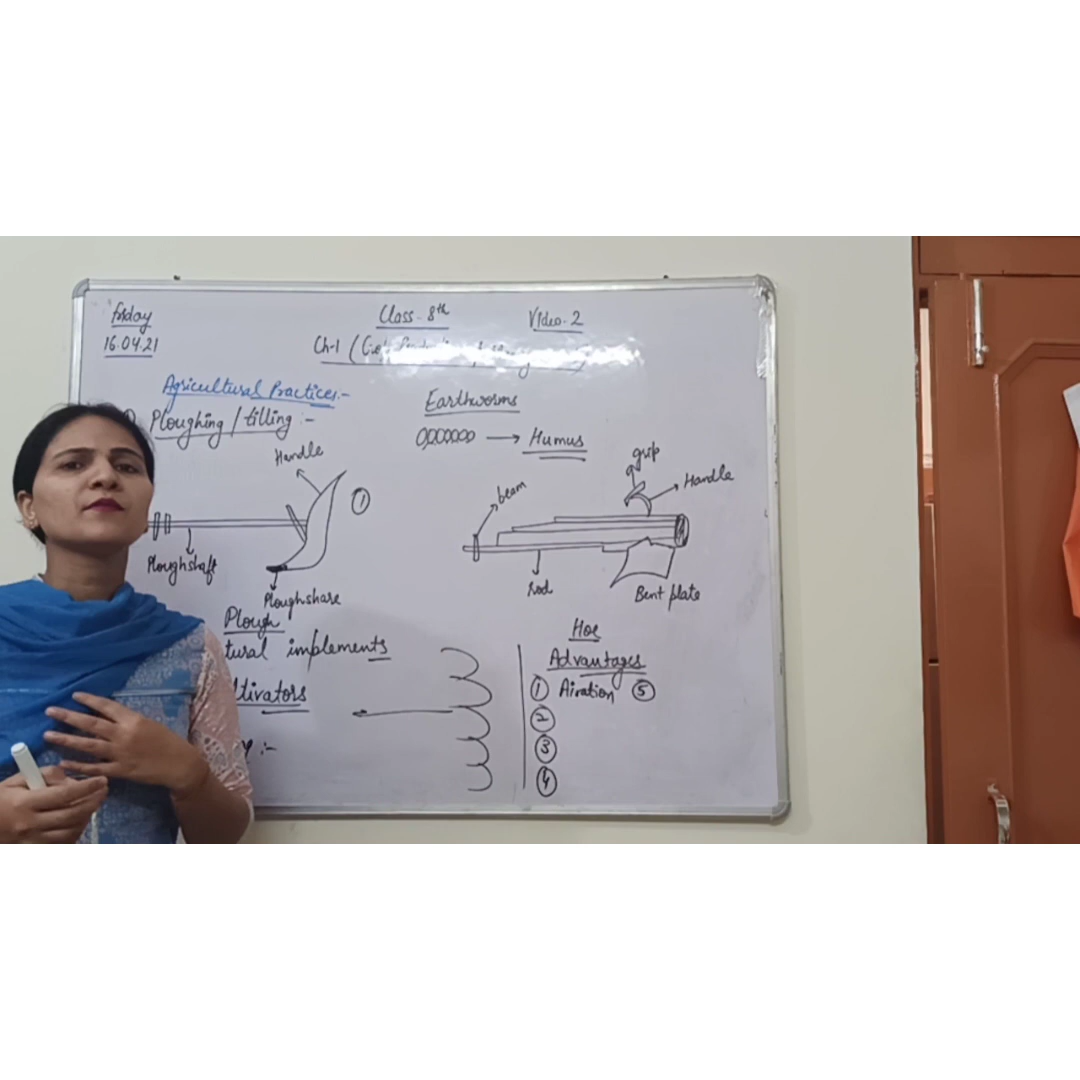 Friday
16.04.21
Class - 8th
Video-2
Ch-1 (
Agricultural Practices:-
Ploughing / tilling :-
Earthworms
→ Humus
Handle
①
Ploughshaft
Ploughshare
Plough
grip
Handle
beam
Rod
Bent plate
Hoe
tural implements
ltivators
y :-
Advantages
① Airation ⑤
②
③
④